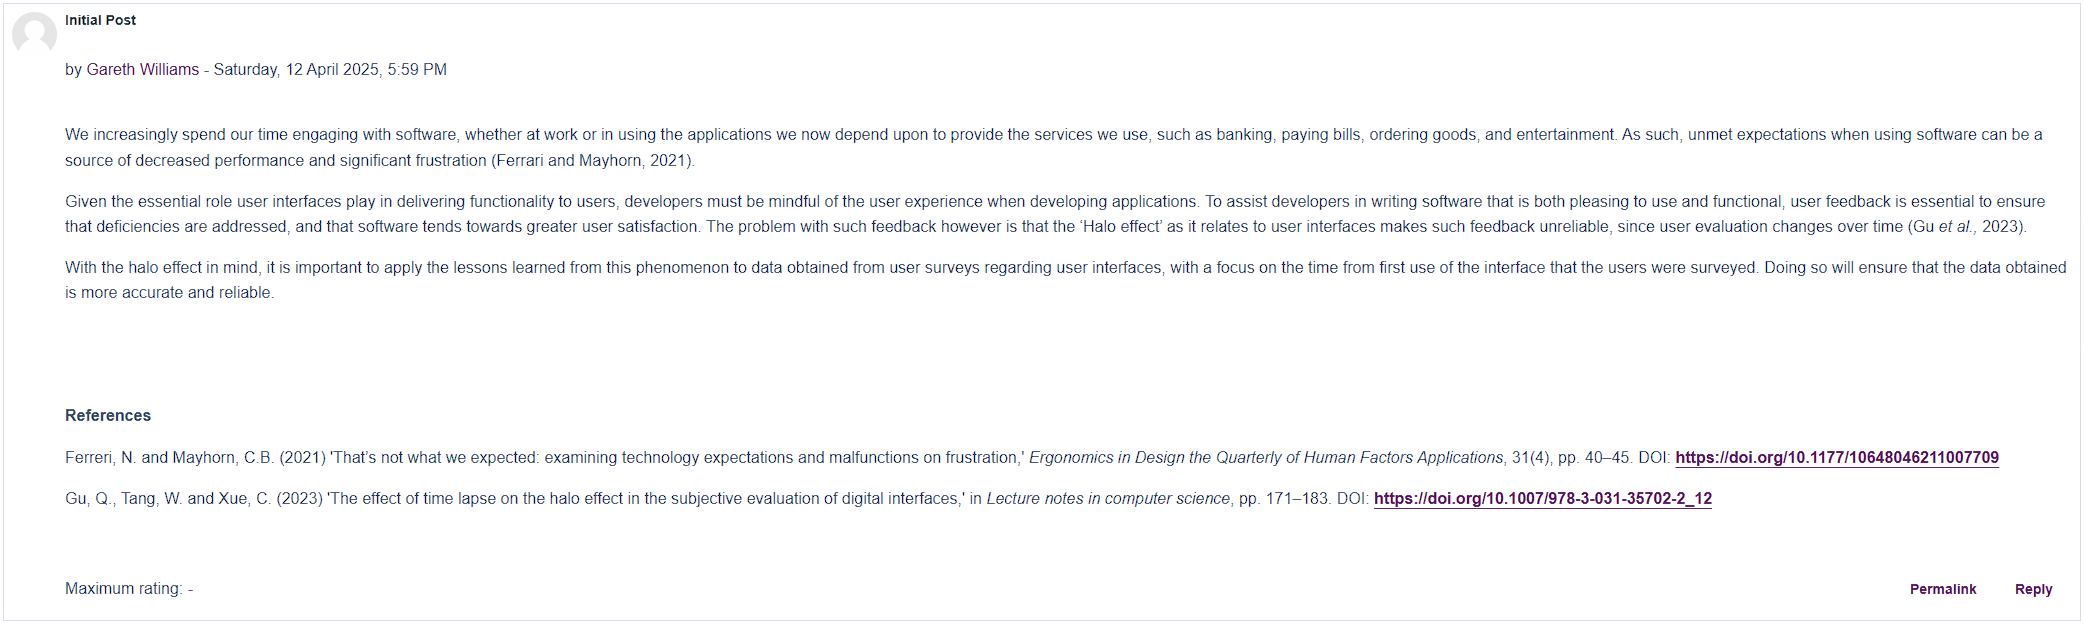 Initial Post
by Gareth Williams - Saturday, 12 April 2025, 5:59 PM
We increasingly spend our time engaging with software, whether at work or in using the applications we now depend upon to provide the services we use, such as banking, paying bills, ordering goods, and entertainment. As such, unmet expectations when using software can be a
source of decreased performance and significant frustration (Ferrari and Mayhorn, 2021).
Given the essential role user interfaces play in delivering functionality to users, developers must be mindful of the user experience when developing applications. To assist developers in writing software that is both pleasing to use and functional, user feedback is essential to ensure
that deficiencies are addressed, and that software tends towards greater user satisfaction. The problem with such feedback however is that the ‘Halo effect’ as it relates to user interfaces makes such feedback unreliable, since user evaluation changes over time (Gu et al., 2023).
With the halo effect in mind, it is important to apply the lessons learned from this phenomenon to data obtained from user surveys regarding user interfaces, with a focus on the time from first use of the interface that the users were surveyed. Doing so will ensure that the data obtained
is more accurate and reliable.
References
Ferreri, N. and Mayhorn, C.B. (2021) 'That’s not what we expected: examining technology expectations and malfunctions on frustration,' Ergonomics in Design the Quarterly of Human Factors Applications, 31(4), pp. 40–45. DOI: https://doi.org/10.1177/10648046211007709
Gu, Q., Tang, W. and Xue, C. (2023) 'The effect of time lapse on the halo effect in the subjective evaluation of digital interfaces,' in Lecture notes in computer science, pp. 171–183. DOI: https://doi.org/10.1007/978-3-031-35702-2_12
Maximum rating: -
Permalink Reply